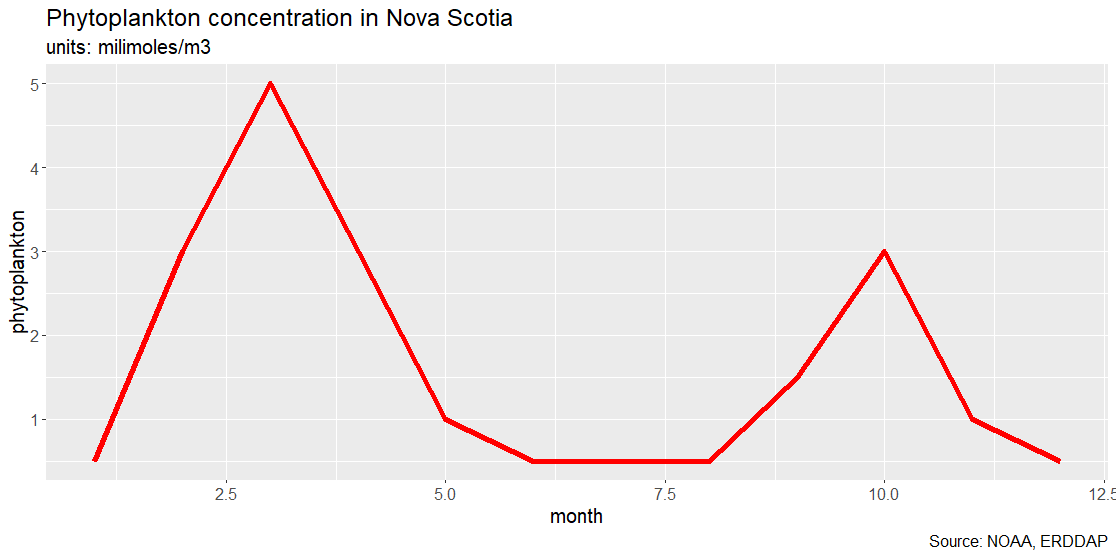 Phytoplankton concentration in Nova Scotia
units: milimoles/m3
phytoplankton
5
4
3
2
1
2.5
5.0
7.5
10.0
12.5
month
Source: NOAA, ERDDAP